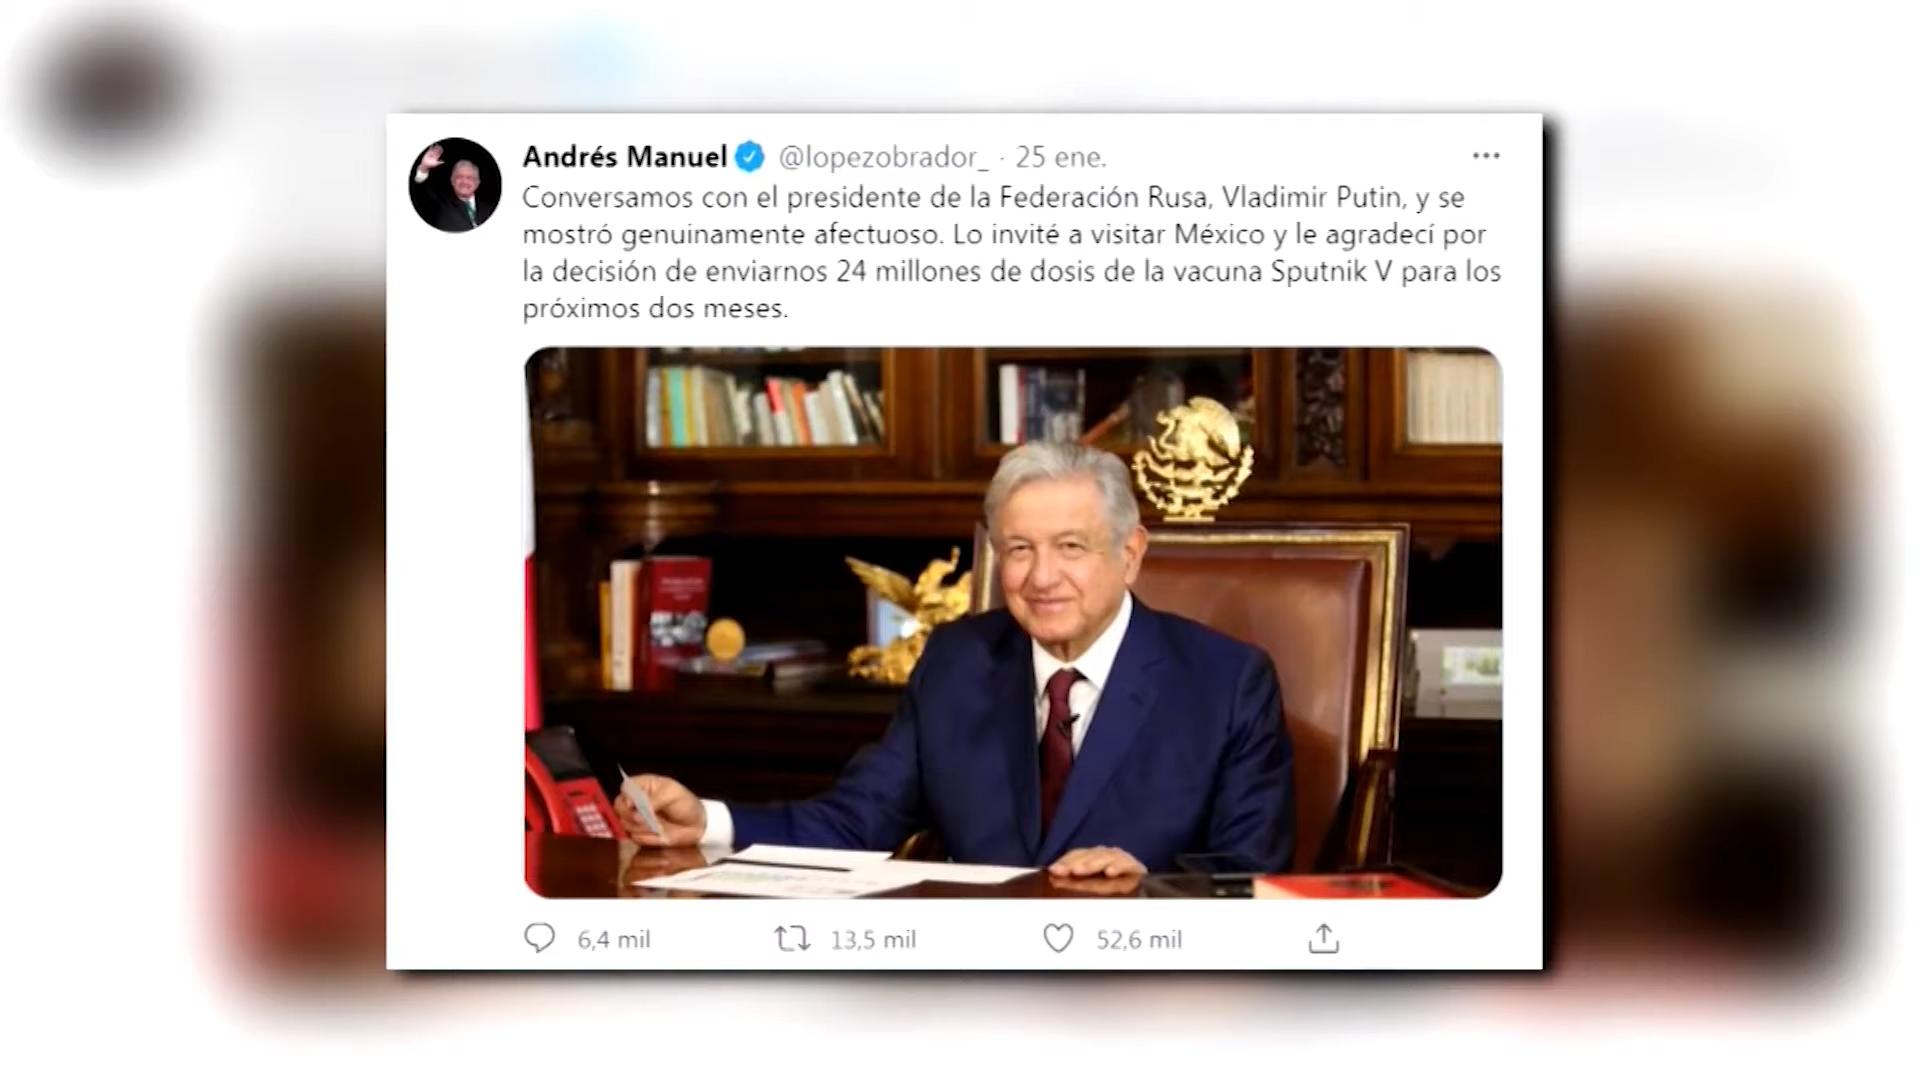 Andrés Manuel @lopezobrador_ · 25 ene.
Conversamos con el presidente de la Federación Rusa, Vladimir Putin, y se
mostró genuinamente afectuoso. Lo invité a visitar México y le agradecí por
la decisión de enviarnos 24 millones de dosis de la vacuna Sputnik V para los
próximos dos meses.
6,4 mil 13,5 mil 52,6 mil